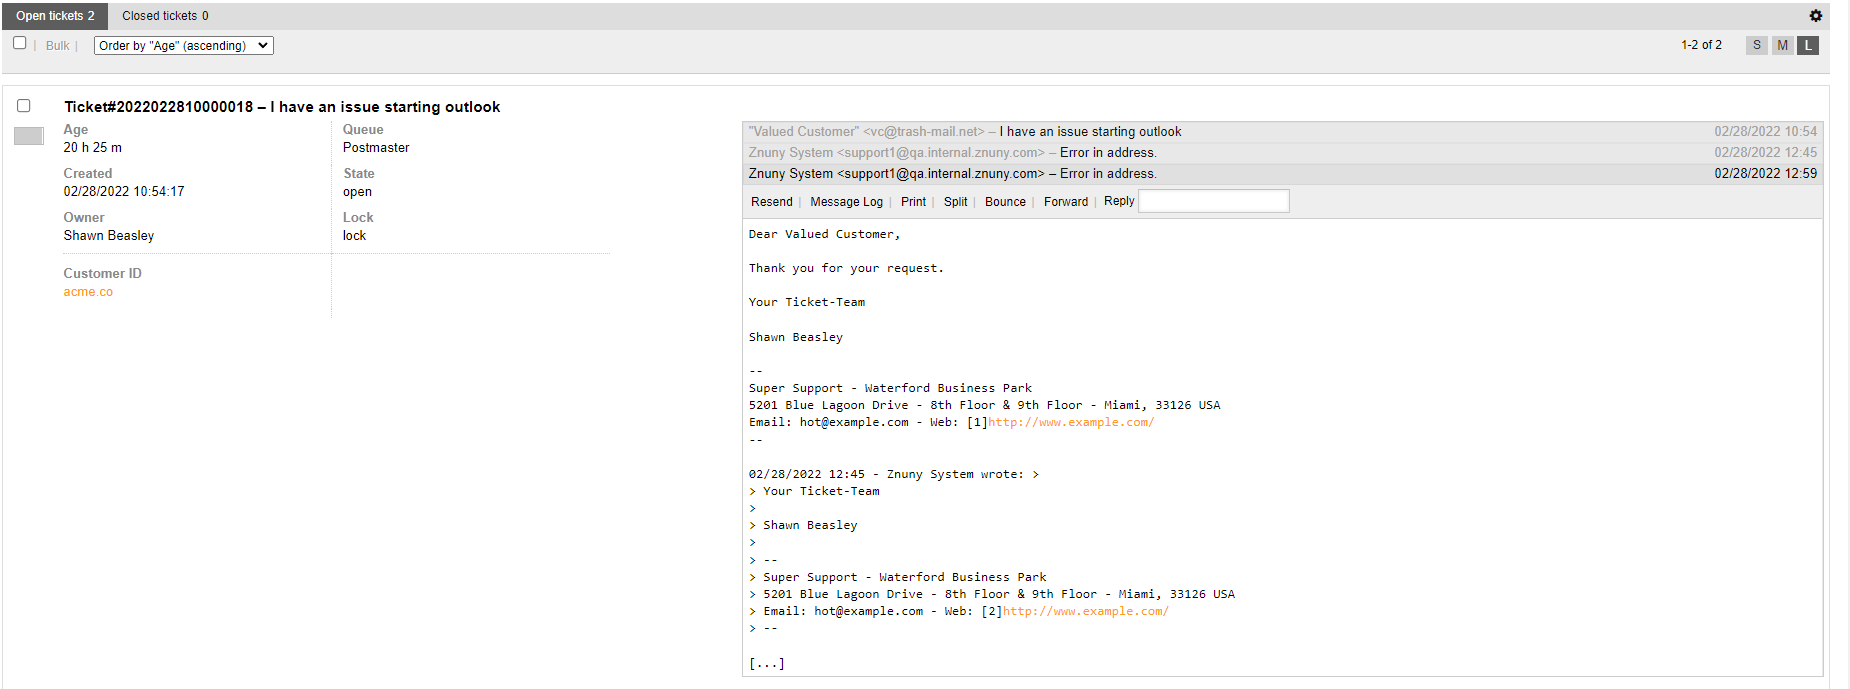 Open tickets 2 Closed tickets 0
| Bulk | Order by "Age" (ascending) 1-2 of 2 S M L
Ticket#2022022810000018 – I have an issue starting outlook
Age
20 h 25 m
Queue
Postmaster
Created
02/28/2022 10:54:17
State
open
Owner
Shawn Beasley
Lock
lock
Customer ID
acme.co
"Valued Customer" <vc@trash-mail.net> – I have an issue starting outlook 02/28/2022 10:54
Znuny System <support1@qa.internal.znuny.com> – Error in address. 02/28/2022 12:45
Znuny System <support1@qa.internal.znuny.com> – Error in address. 02/28/2022 12:59
Resend | Message Log | Print | Split | Bounce | Forward | Reply
Dear Valued Customer,
Thank you for your request.
Your Ticket-Team
Shawn Beasley
--
Super Support - Waterford Business Park
5201 Blue Lagoon Drive - 8th Floor & 9th Floor - Miami, 33126 USA
Email: hot@example.com - Web: [1]http://www.example.com/
--
02/28/2022 12:45 - Znuny System wrote: >
> Your Ticket-Team
>
> Shawn Beasley
>
> --
> Super Support - Waterford Business Park
> 5201 Blue Lagoon Drive - 8th Floor & 9th Floor - Miami, 33126 USA
> Email: hot@example.com - Web: [2]http://www.example.com/
> --
[...]